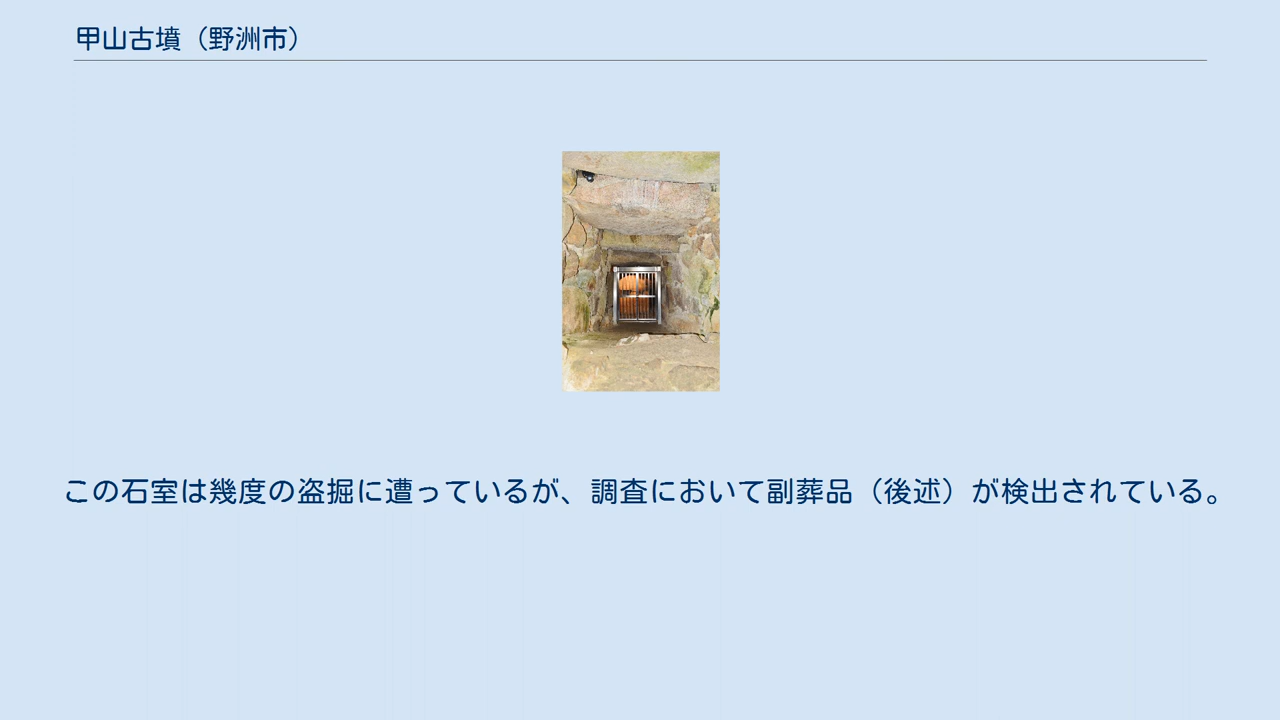 甲山古墳（野洲市）
この石室は幾度の盗掘に遭っているが、調査において副葬品（後述）が検出されている。